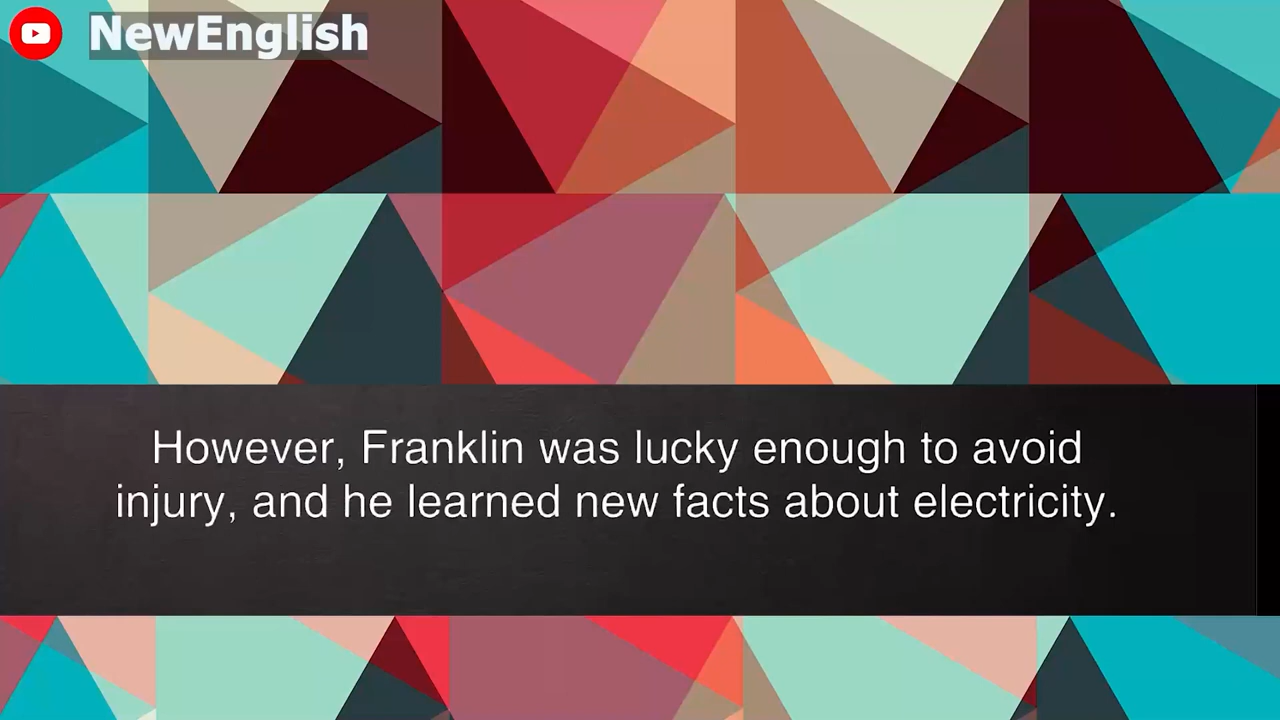 NewEnglish
However, Franklin was lucky enough to avoid
injury, and he learned new facts about electricity.